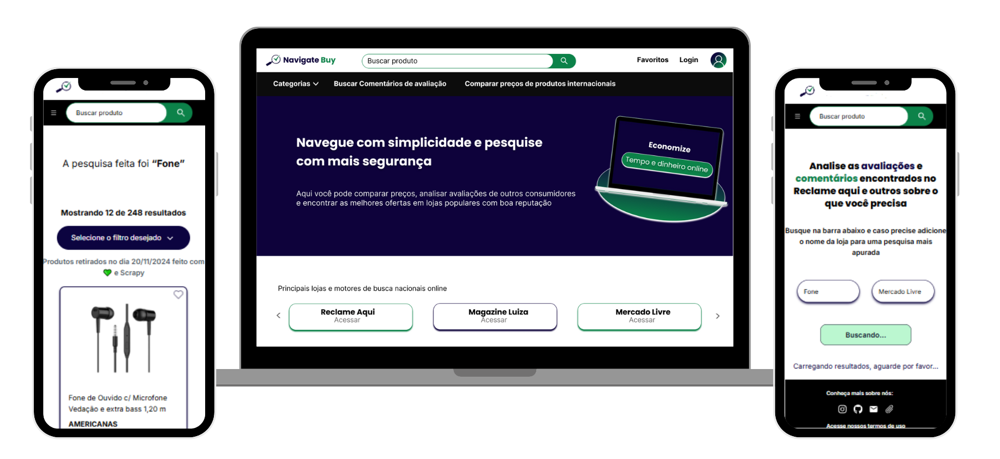 Buscar produto
A pesquisa feita foi “Fone”
Mostrando 12 de 248 resultados
Selecione o filtro desejado
Produtos retirados no dia 20/11/2024 feito com
e Scrapy
Fone de Ouvido c/ Microfone
Vedação e extra bass 1,20 m
AMERICANAS
Navigate Buy
Buscar produto
Favoritos
Login
Categorias
Buscar Comentários de avaliação
Comparar preços de produtos internacionais
Navegue com simplicidade e pesquise
com mais segurança
Aqui você pode comparar preços, analisar avaliações de outros consumidores
e encontrar as melhores ofertas em lojas populares com boa reputação
Economize
Tempo e dinheiro online
Principais lojas e motores de busca nacionais online
Reclame Aqui
Acessar
Magazine Luiza
Acessar
Mercado Livre
Acessar
Buscar produto
Analise as avaliações e
comentários encontrados no
Reclame aqui e outros sobre o
que você precisa
Busque na barra abaixo e caso precise adicione
o nome da loja para uma pesquisa mais
apurada
Fone
Mercado Livre
Buscando...
Carregando resultados, aguarde por favor...
Conheça mais sobre nós:
Acesse nossos termos de uso